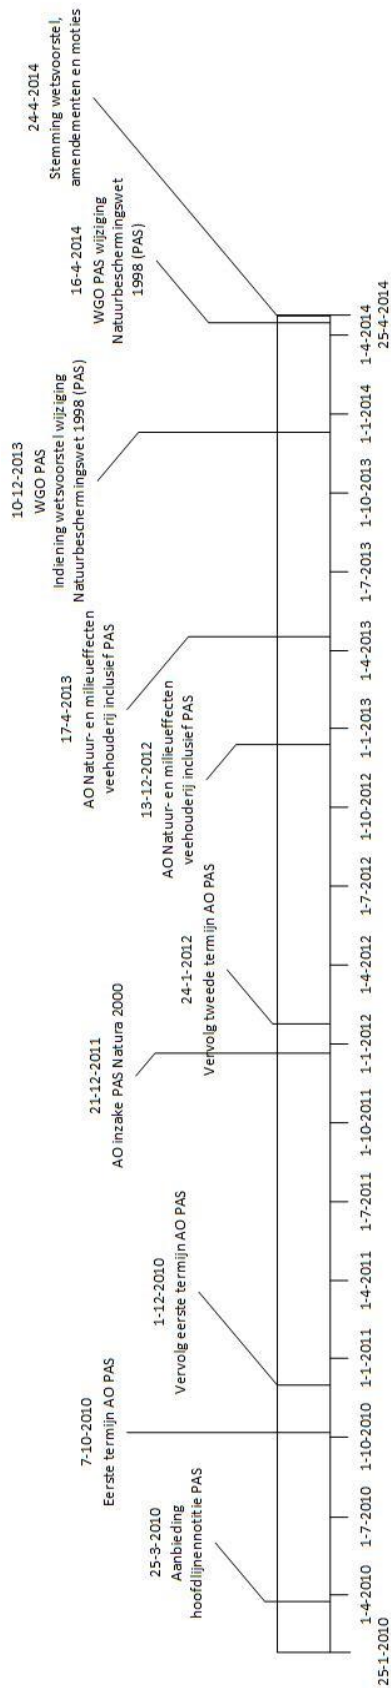 25-3-2010
Aanbieding
hoofdlijnennotitie PAS
7-10-2010
Eerste termijn AO PAS
1-12-2010
Vervolg eerste termijn AO PAS
21-12-2011
AO inzake PAS Natura 2000
24-1-2012
Vervolg tweede termijn AO PAS
13-12-2012
AO Natuur- en milieueffecten
veehouderij inclusief PAS
17-4-2013
AO Natuur- en milieueffecten
veehouderij inclusief PAS
10-12-2013
WGO PAS
Indiening wetsvoorstel wijziging
Natuurbeschermingswet 1998 (PAS)
16-4-2014
WGO PAS wijziging
Natuurbeschermingswet
1998 (PAS)
24-4-2014
Stemming wetsvoorstel,
amendementen en moties
1-4-2010
1-7-2010
1-10-2010
1-1-2011
1-4-2011
1-7-2011
1-10-2011
1-1-2012
1-4-2012
1-7-2012
1-10-2012
1-1-2013
1-4-2013
1-7-2013
1-10-2013
1-1-2014
1-4-2014
25-1-2010
25-4-2014